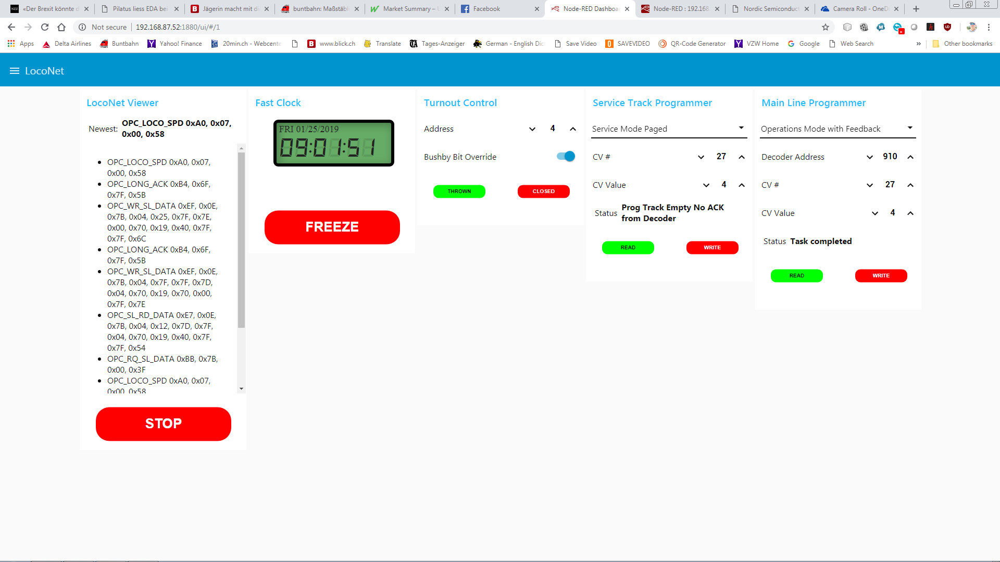 «Der Brexit könnte d
Pilatus liess EDA bei
Jägerin macht mit di
buntbahn: Maßstäbl
Market Summary –
Facebook
Node-RED Dashboa
Node-RED : 192.168.
Nordic Semiconduct
Camera Roll - OneD
Not secure 192.168.87.52:1880/ui/#/1
Apps
Delta Airlines
Buntbahn
Yahoo! Finance
20min.ch - Webcente
www.blick.ch
Translate
Tages-Anzeiger
German - English Dic
Save Video
SAVEVIDEO
QR-Code Generator
VZW Home
Google
Web Search
»
Other bookmarks
LocoNet
LocoNet Viewer
Newest: OPC_LOCO_SPD 0xA0, 0x07,
0x00, 0x58
OPC_LOCO_SPD 0xA0, 0x07,
0x00, 0x58
OPC_LONG_ACK 0xB4, 0x6F,
0x7F, 0x5B
OPC_WR_SL_DATA 0xEF, 0x0E,
0x7B, 0x04, 0x25, 0x7F, 0x7E,
0x00, 0x70, 0x19, 0x40, 0x7F,
0x7F, 0x6C
OPC_LONG_ACK 0xB4, 0x6F,
0x7F, 0x5B
OPC_WR_SL_DATA 0xEF, 0x0E,
0x7B, 0x04, 0x7F, 0x7F, 0x7D,
0x04, 0x70, 0x19, 0x70, 0x00,
0x7F, 0x7E
OPC_SL_RD_DATA 0xE7, 0x0E,
0x7B, 0x04, 0x12, 0x7D, 0x7F,
0x04, 0x70, 0x19, 0x40, 0x7F,
0x7F, 0x54
OPC_RQ_SL_DATA 0xBB, 0x7B,
0x00, 0x3F
OPC_LOCO_SPD 0xA0, 0x07,
0x00, 0x58
STOP
Fast Clock
FRI 01/25/2019
09:01:51
FREEZE
Turnout Control
Address 4
Bushby Bit Override
THROWN CLOSED
Service Track Programmer
Service Mode Paged
CV # 27
CV Value 4
Status Prog Track Empty No ACK
from Decoder
READ WRITE
Main Line Programmer
Operations Mode with Feedback
Decoder Address 910
CV # 27
CV Value 4
Status Task completed
READ WRITE